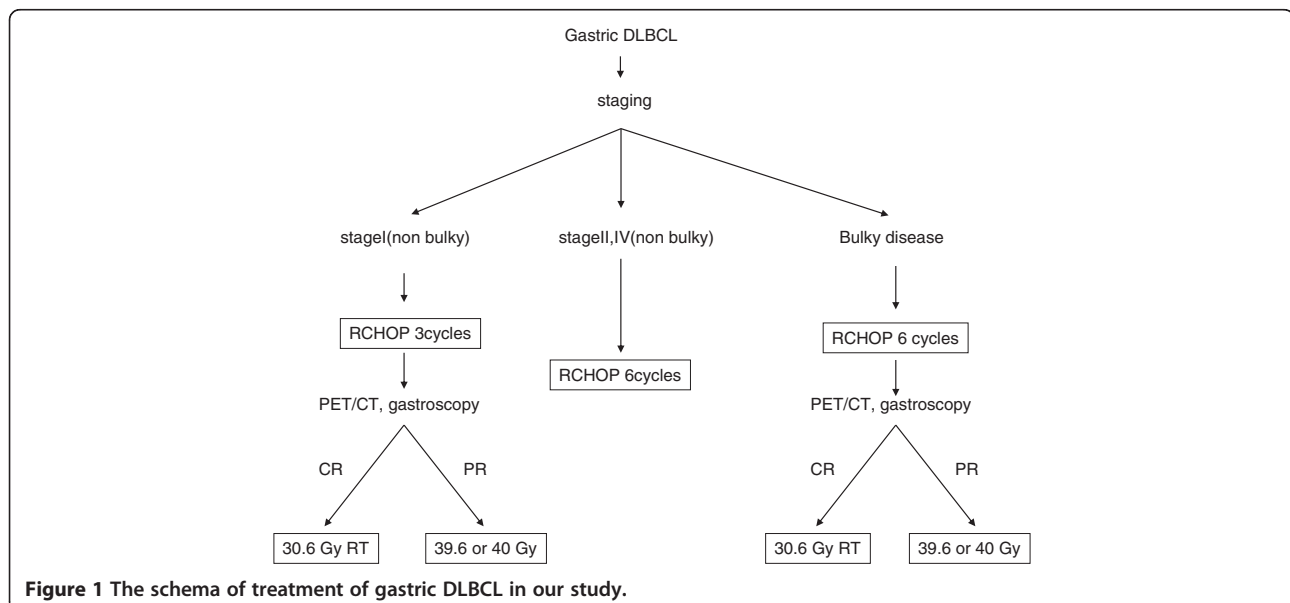 Gastric DLBCL
staging
stageI(non bulky)
stageII,IV(non bulky)
Bulky disease
RCHOP 3cycles
RCHOP 6cycles
RCHOP 6 cycles
PET/CT, gastroscopy
PET/CT, gastroscopy
CR
PR
CR
PR
30.6 Gy RT
39.6 or 40 Gy
30.6 Gy RT
39.6 or 40 Gy
Figure 1 The schema of treatment of gastric DLBCL in our study.